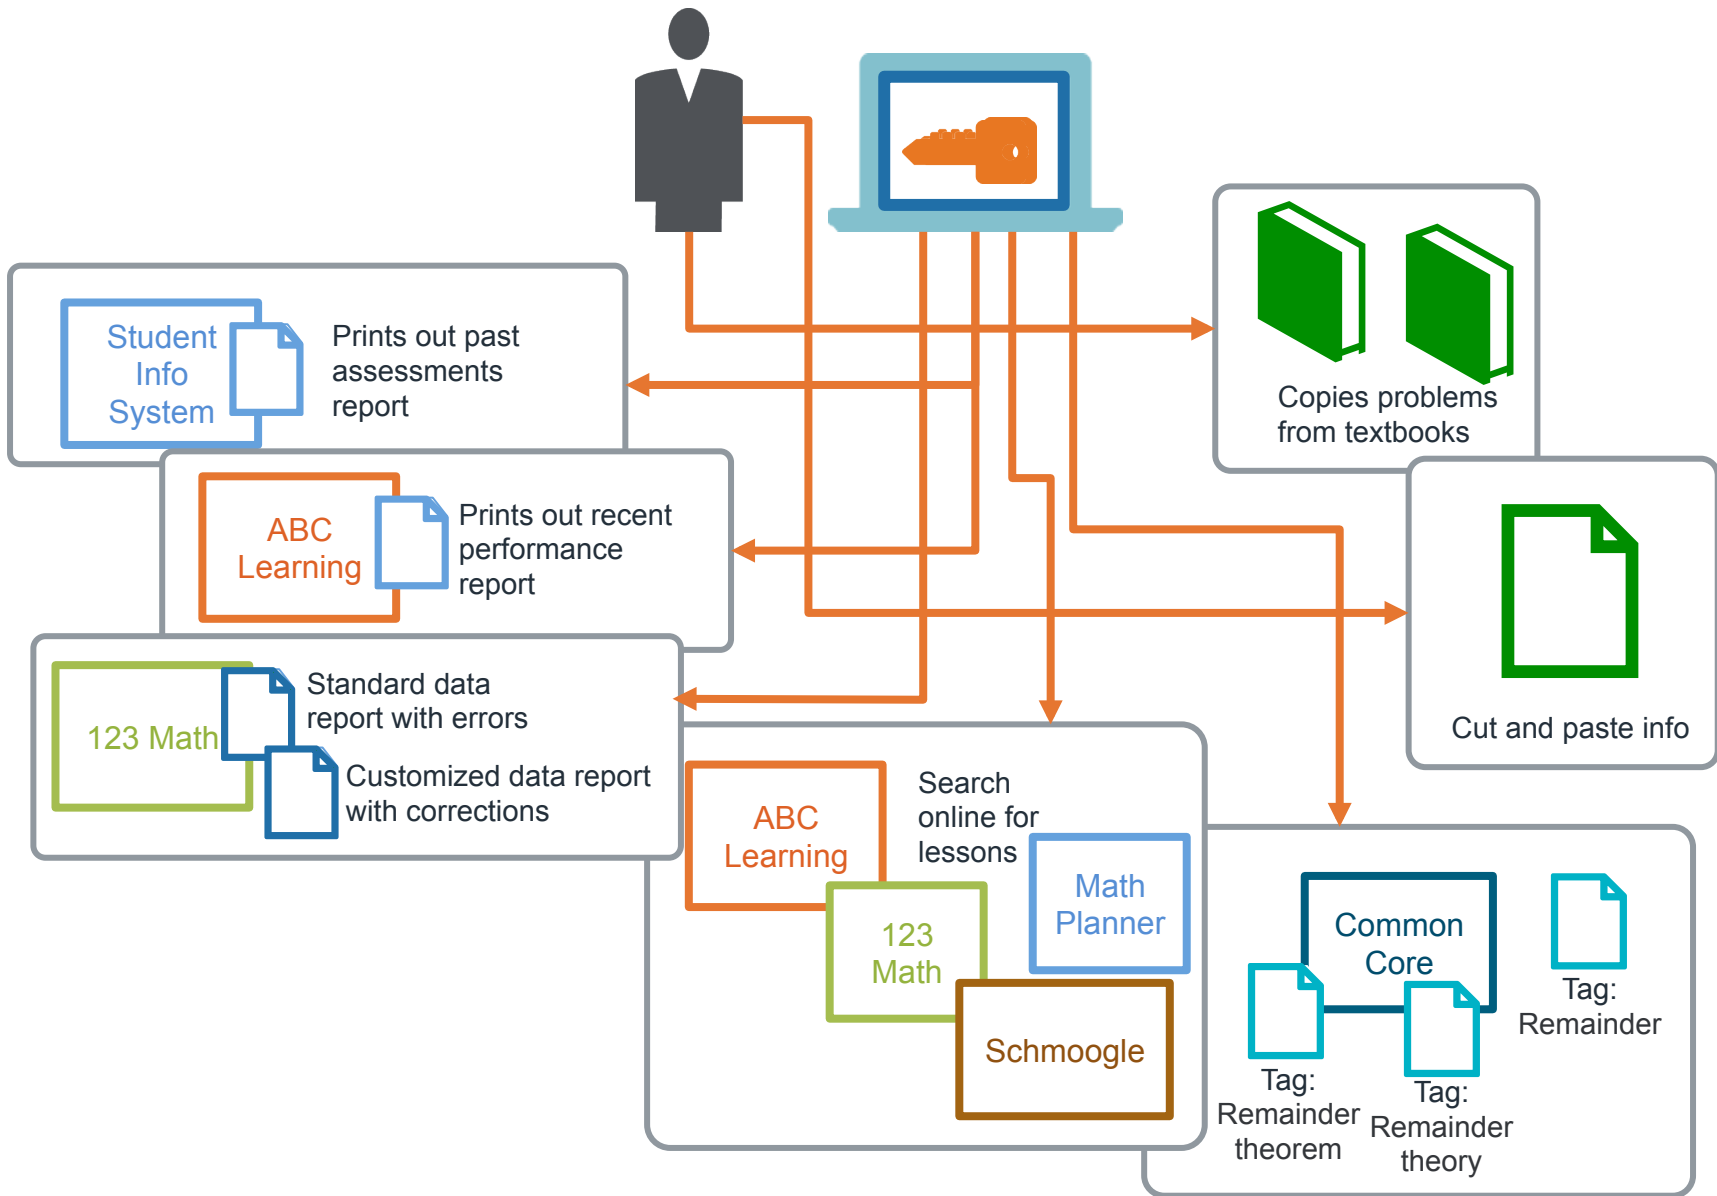 Student
Info
System
Prints out past
assessments
report
ABC
Learning
Prints out recent
performance
report
123 Math
Standard data
report with errors
Customized data report
with corrections
Copies problems
from textbooks
Cut and paste info
ABC
Learning
Search
online for
lessons
123
Math
Math
Planner
Schmoogle
Common
Core
Tag:
Remainder
theorem
Tag:
Remainder
theory
Tag:
Remainder